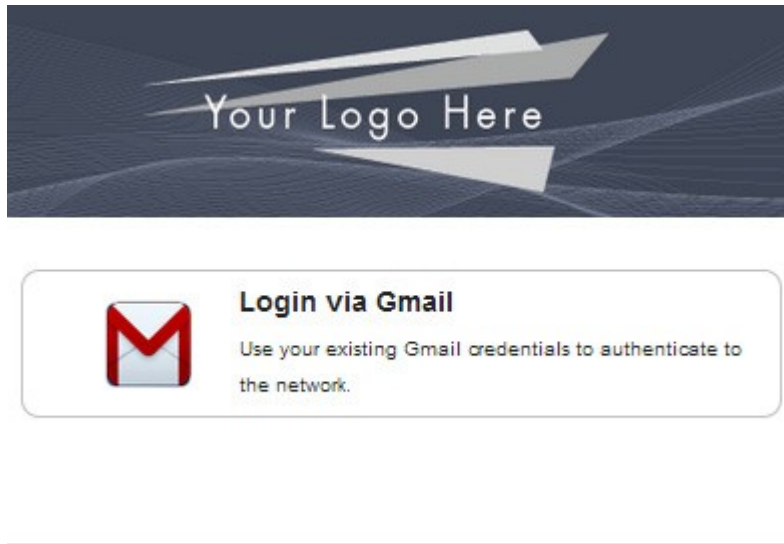 Your Logo Here
Login via Gmail
Use your existing Gmail credentials to authenticate to
the network.